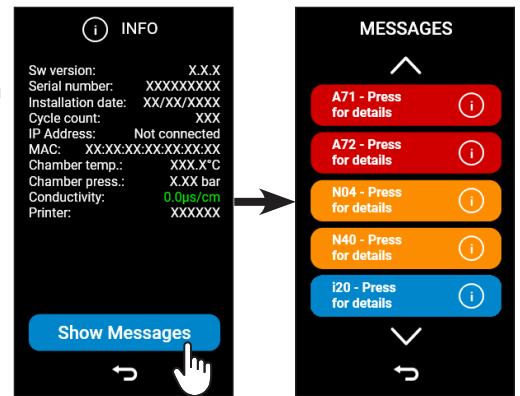 INFO
Sw version: X.X.X
Serial number: XXXXXXXXX
Installation date: XX/XX/XXXX
Cycle count: XXX
IP Address: Not connected
MAC: XX:XX:XX:XX:XX:XX:XX
Chamber temp.: XXX.X°C
Chamber press.: X.XX bar
Conductivity: 0.0µs/cm
Printer: XXXXXX
Show Messages
MESSAGES
A71 - Press
for details
A72 - Press
for details
N04 - Press
for details
N40 - Press
for details
i20 - Press
for details